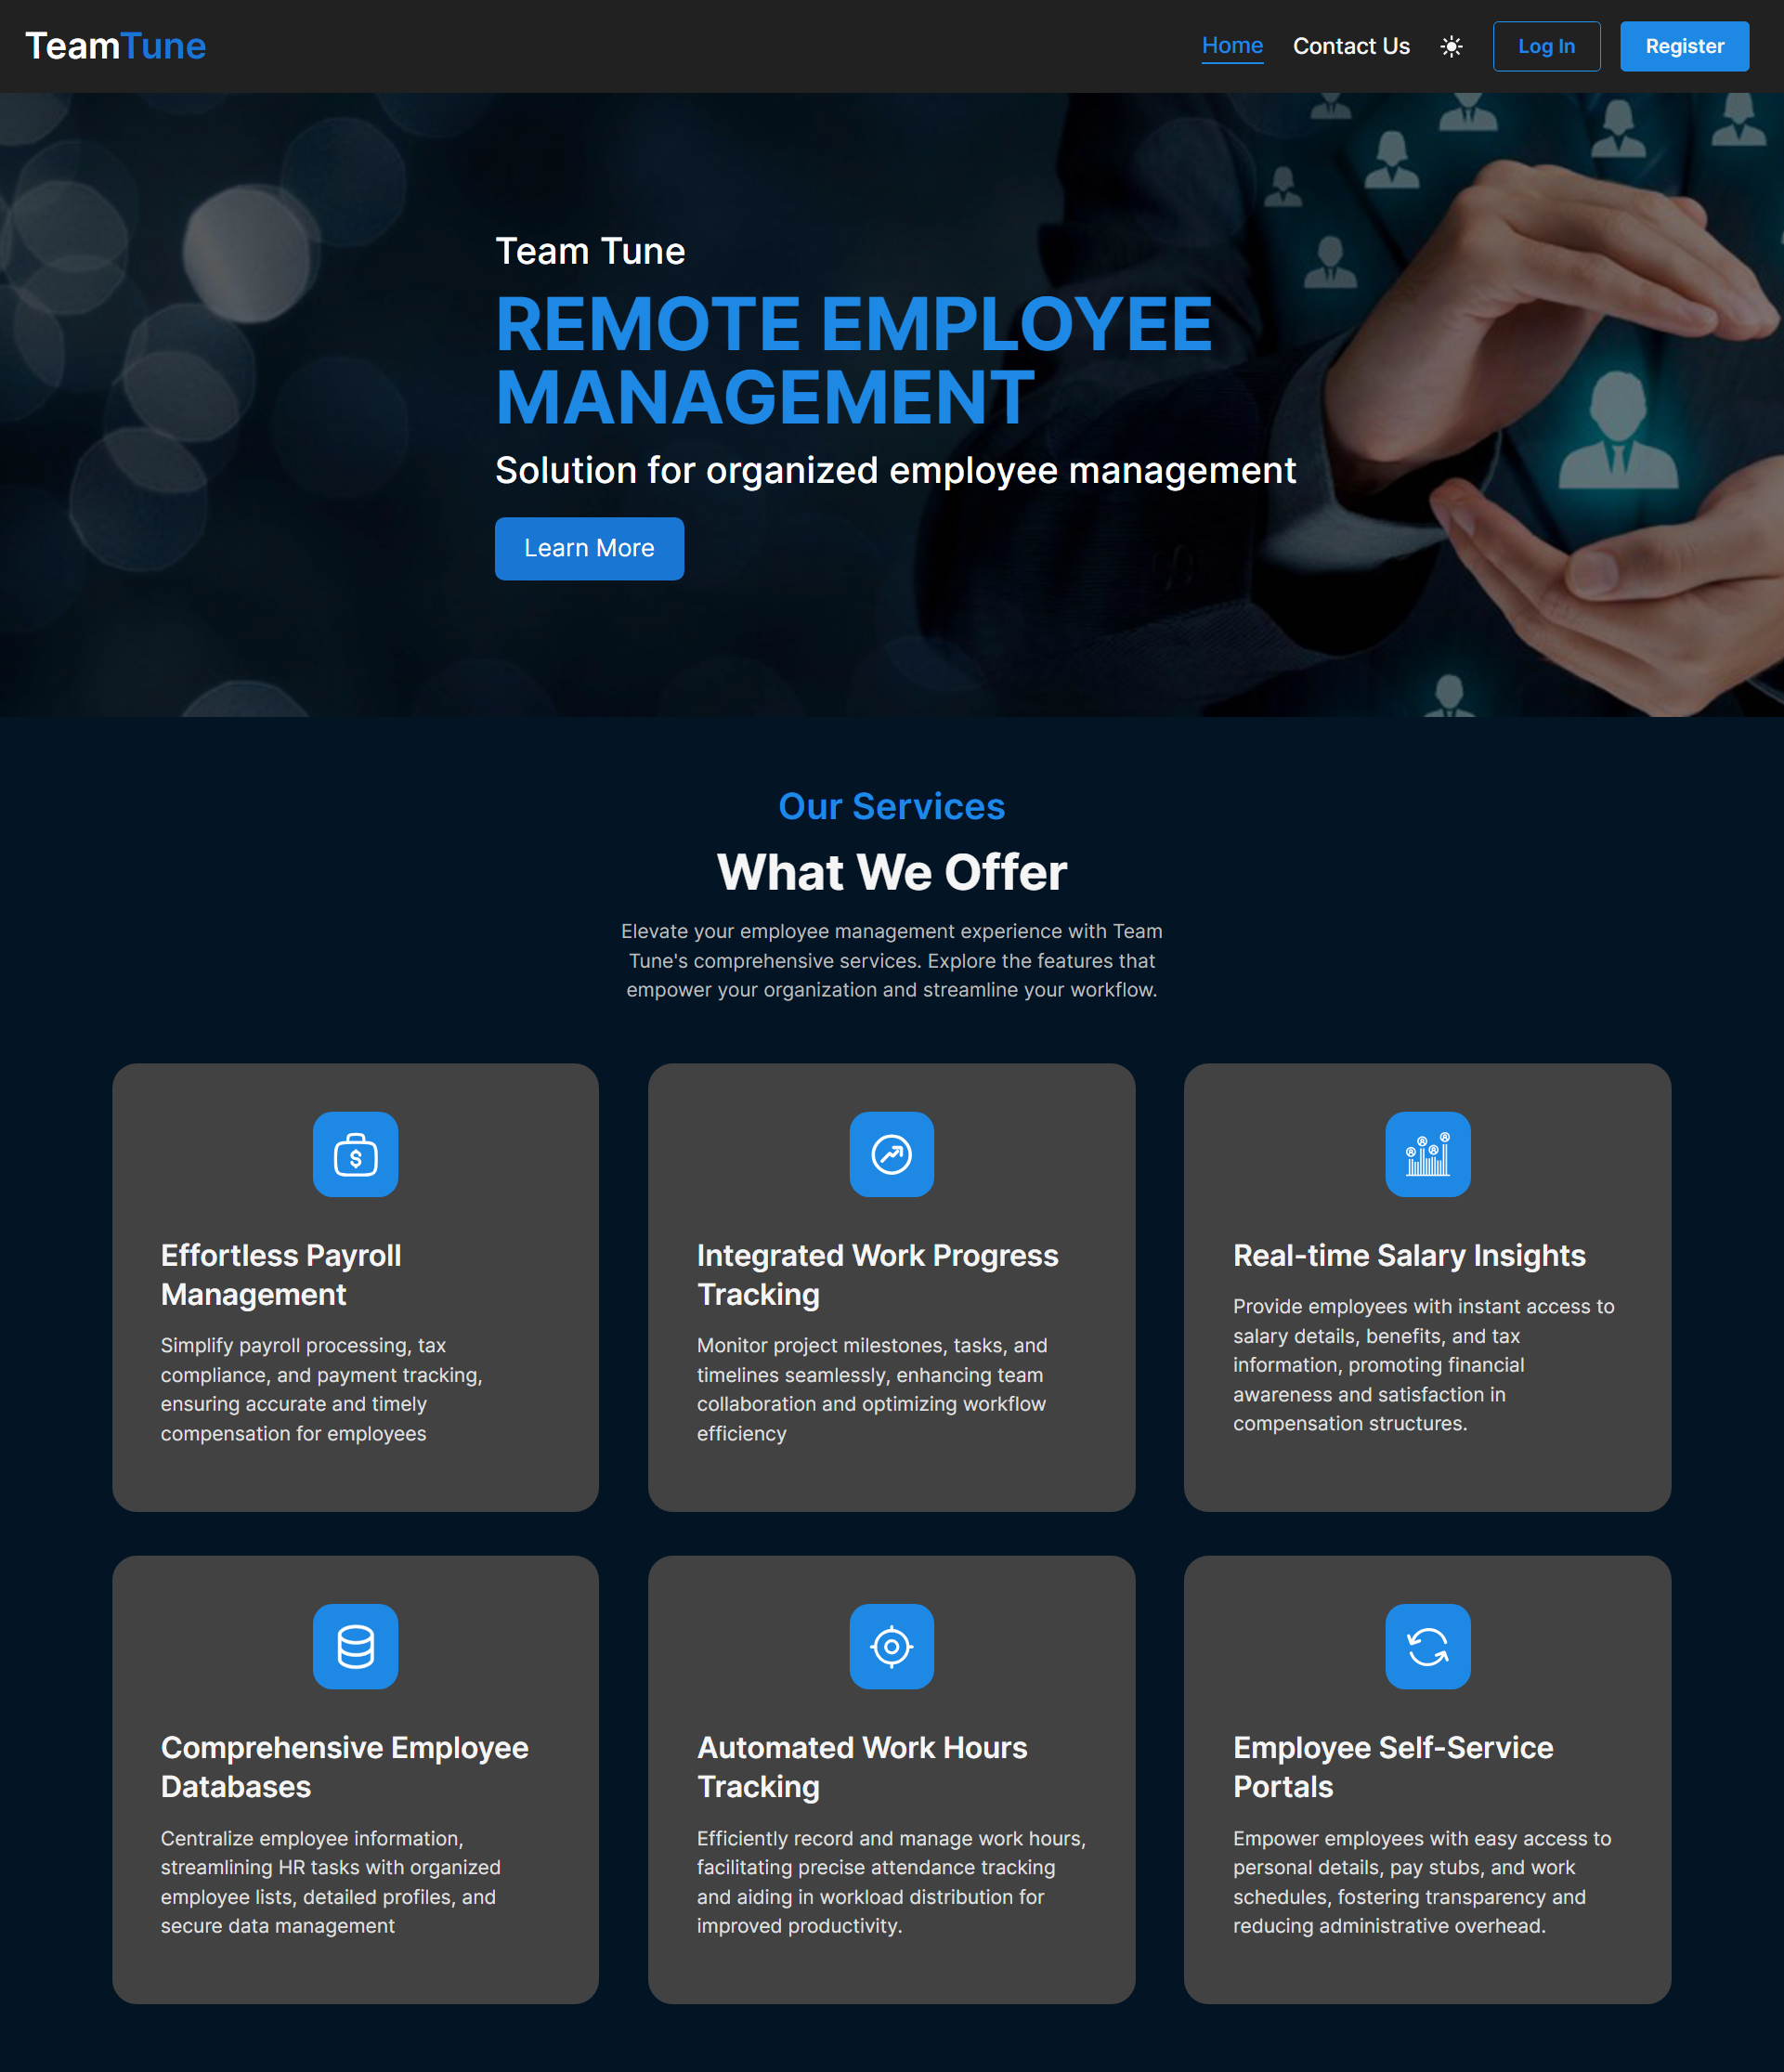 TeamTune
Home
Contact Us
Log In
Register
Team Tune
REMOTE EMPLOYEE
MANAGEMENT
Solution for organized employee management
Learn More
Our Services
What We Offer
Elevate your employee management experience with Team
Tune's comprehensive services. Explore the features that
empower your organization and streamline your workflow.
$
Effortless Payroll
Management
Simplify payroll processing, tax
compliance, and payment tracking,
ensuring accurate and timely
compensation for employees
Integrated Work Progress
Tracking
Monitor project milestones, tasks, and
timelines seamlessly, enhancing team
collaboration and optimizing workflow
efficiency
Real-time Salary Insights
Provide employees with instant access to
salary details, benefits, and tax
information, promoting financial
awareness and satisfaction in
compensation structures.
Comprehensive Employee
Databases
Centralize employee information,
streamlining HR tasks with organized
employee lists, detailed profiles, and
secure data management
Automated Work Hours
Tracking
Efficiently record and manage work hours,
facilitating precise attendance tracking
and aiding in workload distribution for
improved productivity.
Employee Self-Service
Portals
Empower employees with easy access to
personal details, pay stubs, and work
schedules, fostering transparency and
reducing administrative overhead.